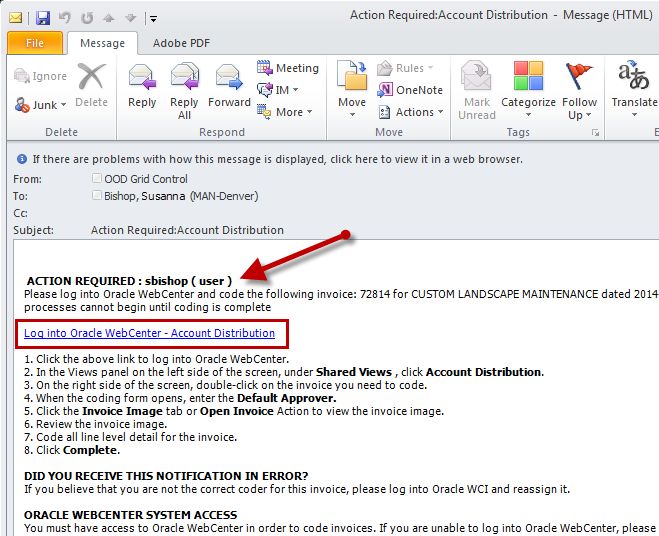 Action Required:Account Distribution - Message (HTML)
File Message Adobe PDF
Ignore
Junk
Delete
Reply
Reply All
Forward
Meeting
IM
More
Move
Rules
OneNote
Actions
Mark Unread
Categorize
Follow Up
Translate
Delete Respond Move Tags
If there are problems with how this message is displayed, click here to view it in a web browser.
From: OOD Grid Control
To: Bishop, Susanna (MAN-Denver)
Cc:
Subject: Action Required:Account Distribution
ACTION REQUIRED : sbishop ( user )
Please log into Oracle WebCenter and code the following invoice: 72814 for CUSTOM LANDSCAPE MAINTENANCE dated 2014
processes cannot begin until coding is complete
Log into Oracle WebCenter - Account Distribution
1. Click the above link to log into Oracle WebCenter.
2. In the Views panel on the left side of the screen, under Shared Views , click Account Distribution.
3. On the right side of the screen, double-click on the invoice you need to code.
4. When the coding form opens, enter the Default Approver.
5. Click the Invoice Image tab or Open Invoice Action to view the invoice image.
6. Review the invoice image.
7. Code all line level detail for the invoice.
8. Click Complete.
DID YOU RECEIVE THIS NOTIFICATION IN ERROR?
If you believe that you are not the correct coder for this invoice, please log into Oracle WCI and reassign it.
ORACLE WEBCENTER SYSTEM ACCESS
You must have access to Oracle WebCenter in order to code invoices. If you are unable to log into Oracle WebCenter, please